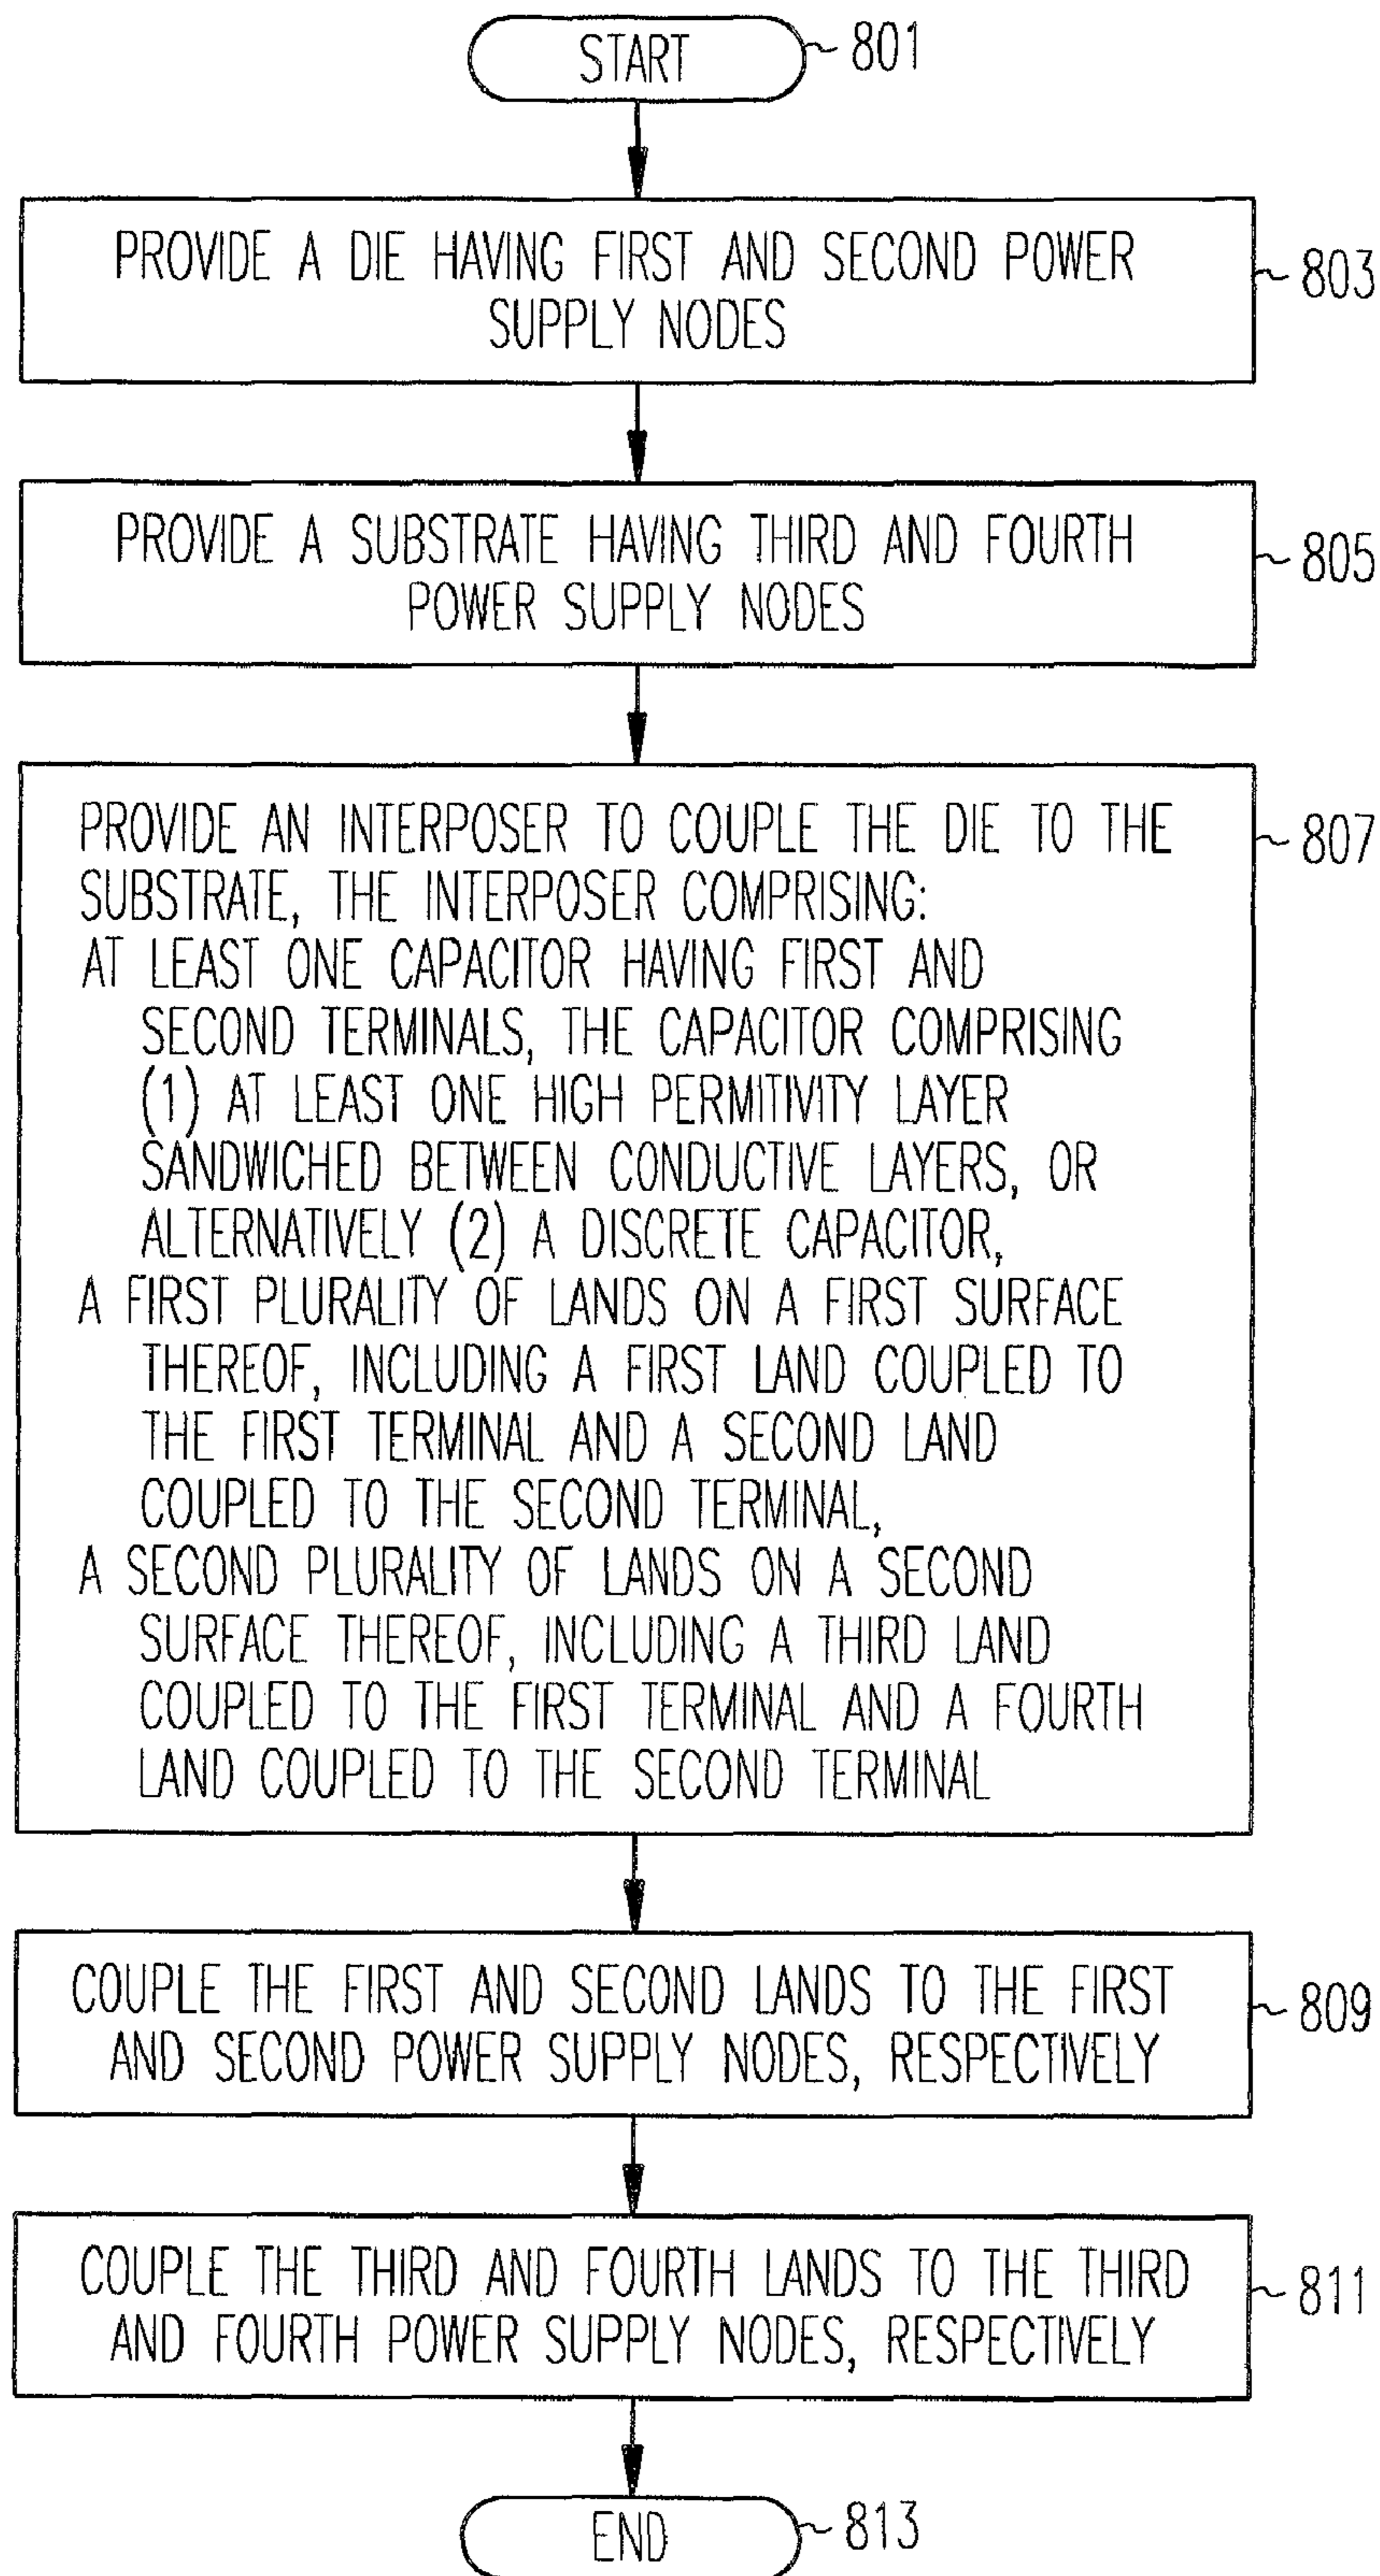 START
801
PROVIDE A DIE HAVING FIRST AND SECOND POWER
SUPPLY NODES
803
PROVIDE A SUBSTRATE HAVING THIRD AND FOURTH
POWER SUPPLY NODES
805
PROVIDE AN INTERPOSER TO COUPLE THE DIE TO THE
SUBSTRATE, THE INTERPOSER COMPRISING:
AT LEAST ONE CAPACITOR HAVING FIRST AND
SECOND TERMINALS, THE CAPACITOR COMPRISING
(1) AT LEAST ONE HIGH PERMITIVITY LAYER
SANDWICHED BETWEEN CONDUCTIVE LAYERS, OR
ALTERNATIVELY (2) A DISCRETE CAPACITOR,
A FIRST PLURALITY OF LANDS ON A FIRST SURFACE
THEREOF, INCLUDING A FIRST LAND COUPLED TO
THE FIRST TERMINAL AND A SECOND LAND
COUPLED TO THE SECOND TERMINAL,
A SECOND PLURALITY OF LANDS ON A SECOND
SURFACE THEREOF, INCLUDING A THIRD LAND
COUPLED TO THE FIRST TERMINAL AND A FOURTH
LAND COUPLED TO THE SECOND TERMINAL
807
COUPLE THE FIRST AND SECOND LANDS TO THE FIRST
AND SECOND POWER SUPPLY NODES, RESPECTIVELY
809
COUPLE THE THIRD AND FOURTH LANDS TO THE THIRD
AND FOURTH POWER SUPPLY NODES, RESPECTIVELY
811
END
813